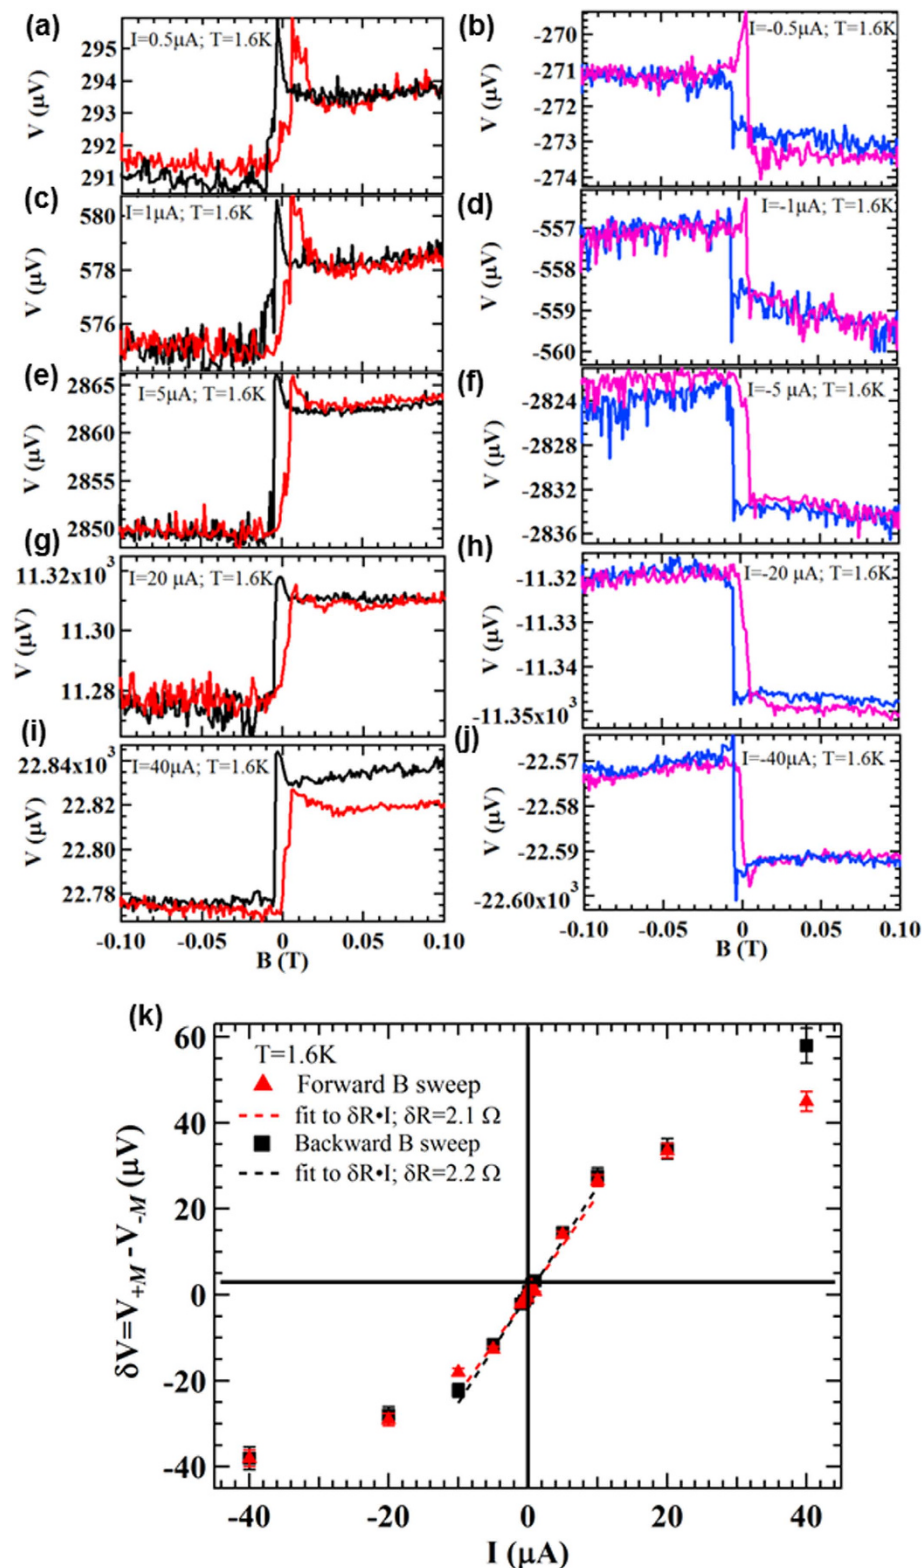 (a)
I=0.5μA; T=1.6K
V (μV)
295
294
293
292
291
(b)
I=-0.5μA; T=1.6K
V (μV)
-270
-271
-272
-273
-274
(c)
I=1μA; T=1.6K
V (μV)
580
578
576
(d)
I=-1μA; T=1.6K
V (μV)
-557
-558
-559
-560
(e)
I=5μA; T=1.6K
V (μV)
2865
2860
2855
2850
(f)
I=-5 μA; T=1.6K
V (μV)
-2824
-2828
-2832
-2836
(g)
I=20 μA; T=1.6K
V (μV)
11.32x10³
11.30
11.28
(h)
I=-20 μA; T=1.6K
V (μV)
-11.32
-11.33
-11.34
-11.35x10³
(i)
I=40μA; T=1.6K
V (μV)
22.84x10³
22.82
22.80
22.78
-0.10 -0.05 0 0.05 0.10
B (T)
(j)
I=-40μA; T=1.6K
V (μV)
-22.57
-22.58
-22.59
-22.60x10³
-0.10 -0.05 0 0.05 0.10
B (T)
(k)
T=1.6K
Forward B sweep
fit to δR•I; δR=2.1 Ω
Backward B sweep
fit to δR•I; δR=2.2 Ω
δV=V+M -V-M (μV)
60
40
20
0
-20
-40
-40 -20 0 20 40
I (μA)